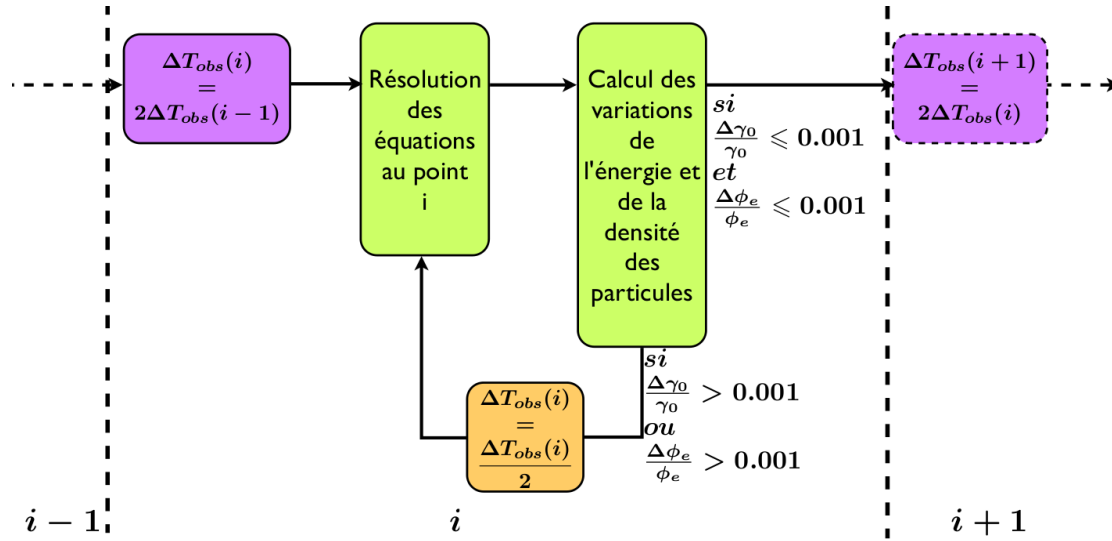 ΔT_obs(i)
=
2ΔT_obs(i−1)
Résolution
des
équations
au point
i
Calcul des
variations
de
l'énergie et
de la
densité
des
particules
si
Δγ₀/γ₀ ⩽ 0.001
et
Δϕ_e/ϕ_e ⩽ 0.001
ΔT_obs(i+1)
=
2ΔT_obs(i)
si
Δγ₀/γ₀ > 0.001
ou
Δϕ_e/ϕ_e > 0.001
ΔT_obs(i)
=
ΔT_obs(i)/2
i − 1
i
i + 1